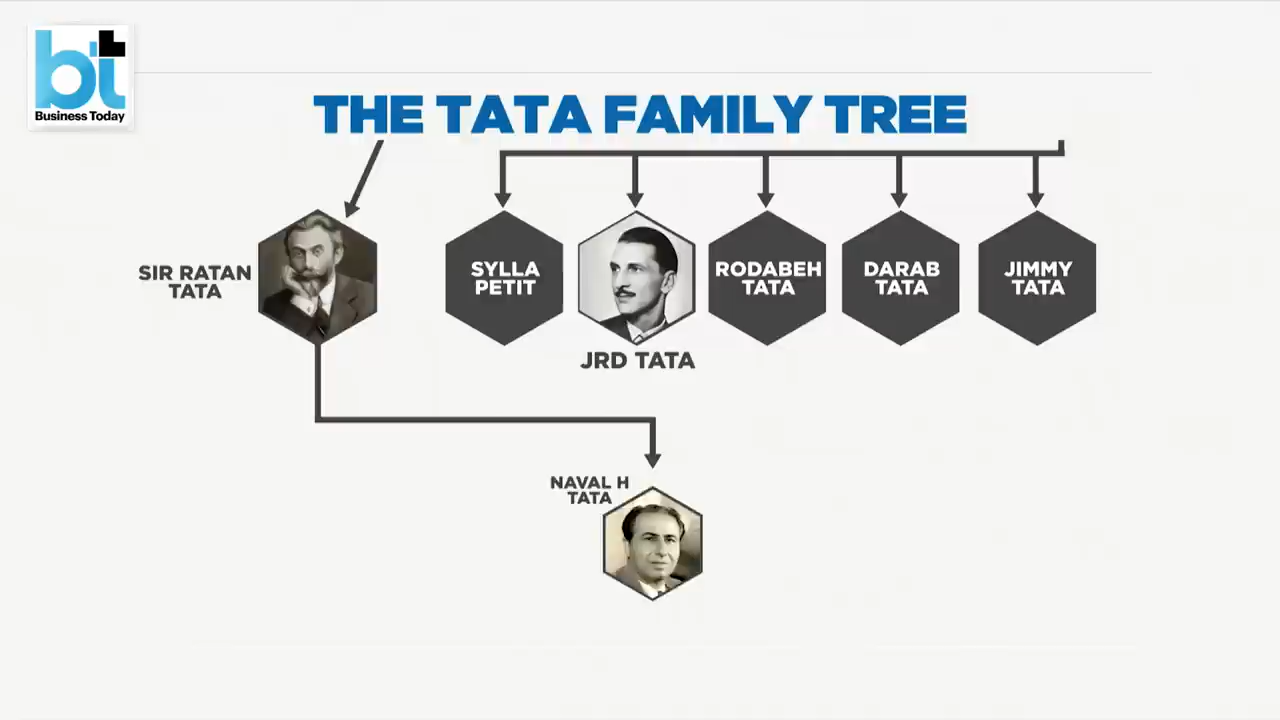 bt
Business Today
THE TATA FAMILY TREE
SIR RATAN
TATA
SYLLA
PETIT
JRD TATA
RODABEH
TATA
DARAB
TATA
JIMMY
TATA
NAVAL H
TATA